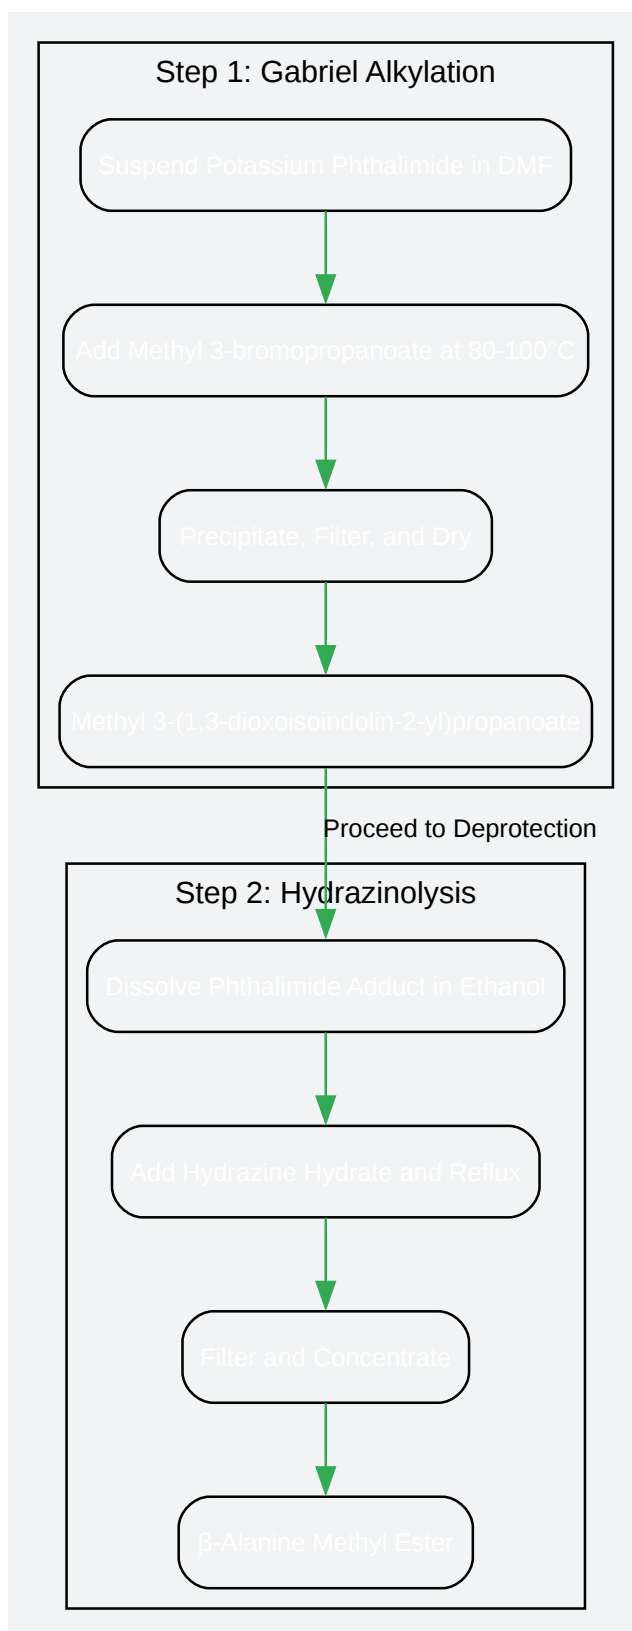 Step 1: Gabriel Alkylation
Suspend Potassium Phthalimide in DMF
Add Methyl 3-bromopropanoate at 80-100°C
Precipitate, Filter, and Dry
Methyl 3-(1,3-dioxoisoindolin-2-yl)propanoate
Proceed to Deprotection
Step 2: Hydrazinolysis
Dissolve Phthalimide Adduct in Ethanol
Add Hydrazine Hydrate and Reflux
Filter and Concentrate
β-Alanine Methyl Ester